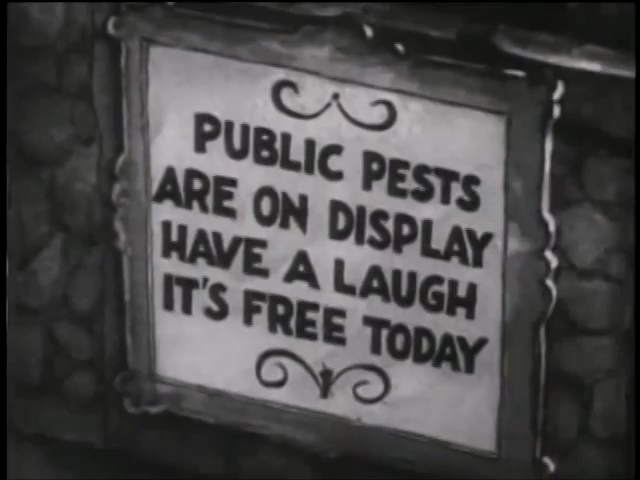 PUBLIC PESTS
ARE ON DISPLAY
HAVE A LAUGH
IT'S FREE TODAY